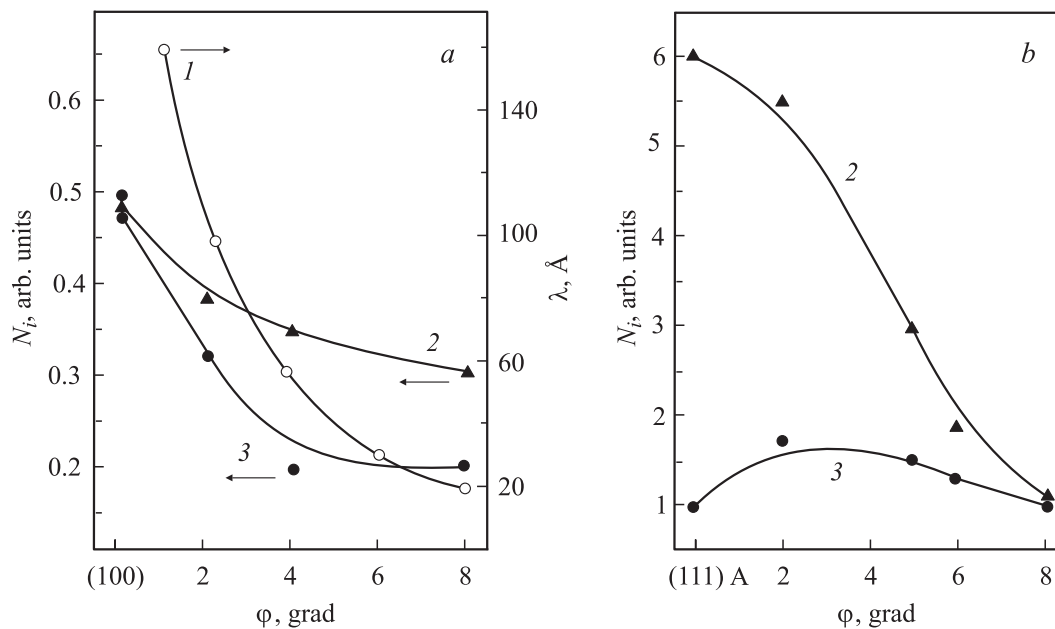 a
1
2
3
0.6
0.5
0.4
0.3
0.2
N_i, arb. units
140
100
60
20
λ, Å
(100) 2 4 6 8
φ, grad
b
2
3
6
5
4
3
2
1
N_i, arb. units
(111) A 2 4 6 8
φ, grad